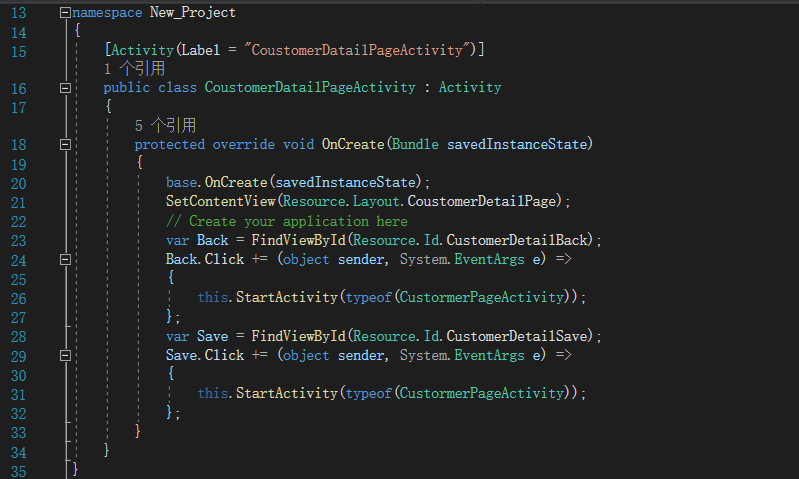 13 namespace New_Project
14 {
15 [Activity(Label = "CoustomerDatailPageActivity")]
1 个引用
16 public class CoustomerDatailPageActivity : Activity
17 {
5 个引用
18 protected override void OnCreate(Bundle savedInstanceState)
19 {
20 base.OnCreate(savedInstanceState);
21 SetContentView(Resource.Layout.CoustomerDetailPage);
22 // Create your application here
23 var Back = FindViewById(Resource.Id.CustomerDetailBack);
24 Back.Click += (object sender, System.EventArgs e) =>
25 {
26 this.StartActivity(typeof(CustormerPageActivity));
27 };
28 var Save = FindViewById(Resource.Id.CustomerDetailSave);
29 Save.Click += (object sender, System.EventArgs e) =>
30 {
31 this.StartActivity(typeof(CustormerPageActivity));
32 };
33 }
34 }
35 }